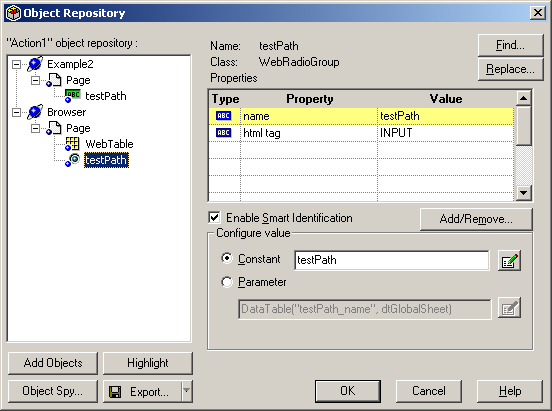 Object Repository
"Action1" object repository :
Example2
Page
testPath
Browser
Page
WebTable
testPath
Add Objects
Highlight
Object Spy...
Export...
Name: testPath
Class: WebRadioGroup
Find...
Replace...
Properties
Type Property Value
ABC name testPath
ABC html tag INPUT
Enable Smart Identification
Add/Remove...
Configure value
Constant testPath
Parameter
DataTable("testPath_name", dtGlobalSheet)
OK
Cancel
Help